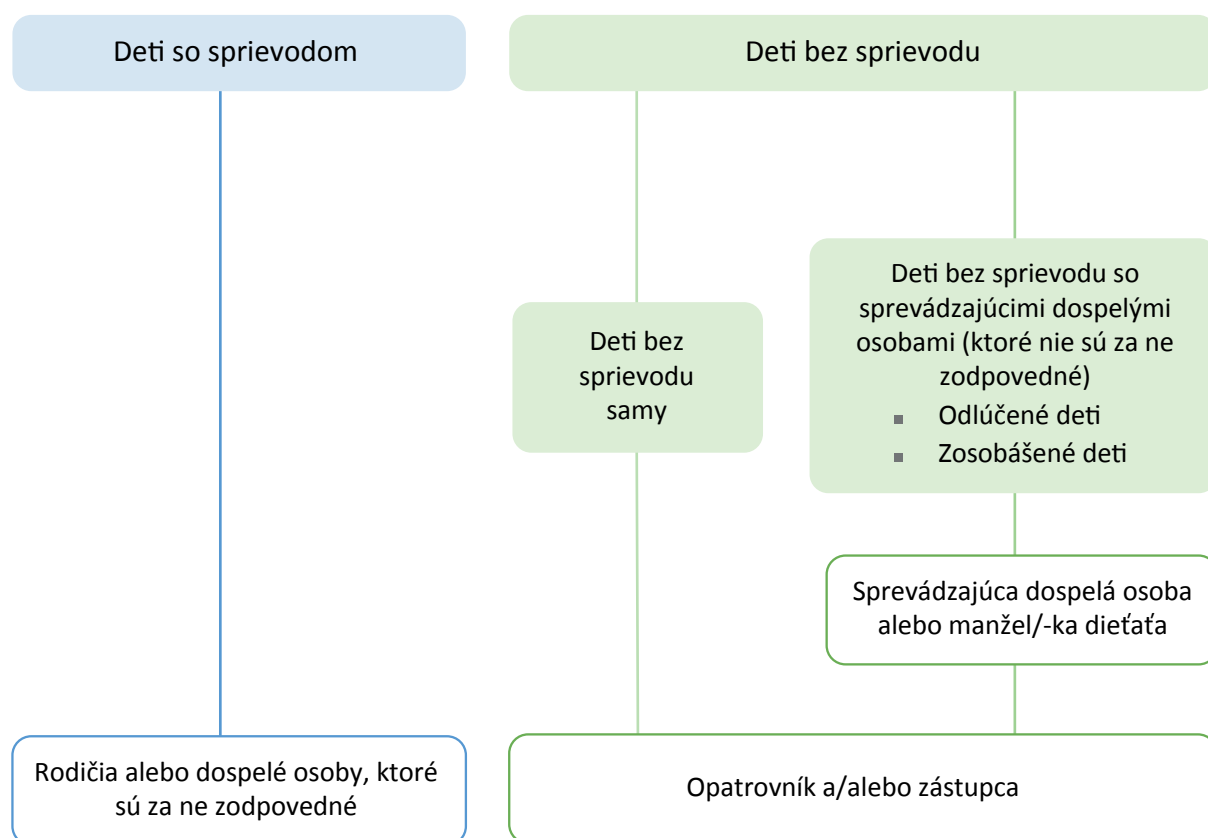 Deti so sprievodom
Deti bez sprievodu
Deti bez
sprievodu
samy
Deti bez sprievodu so
sprevádzajúcimi dospelými
osobami (ktoré nie sú za ne
zodpovedné)
▪ Odlúčené deti
▪ Zosobášené deti
Sprevádzajúca dospelá osoba
alebo manžel/-ka dieťaťa
Rodičia alebo dospelé osoby, ktoré
sú za ne zodpovedné
Opatrovník a/alebo zástupca